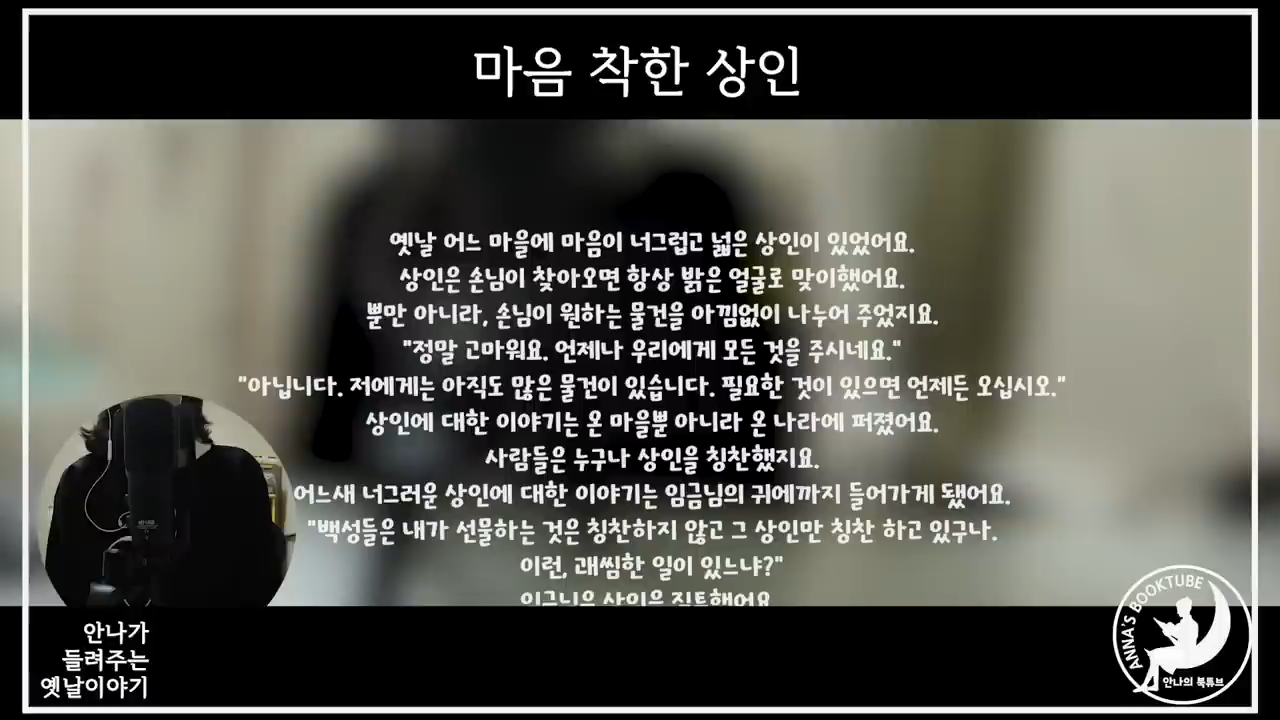 마음 착한 상인
옛날 어느 마을에 마음이 너그럽고 넓은 상인이 있었어요.
상인은 손님이 찾아오면 항상 밝은 얼굴로 맞이했어요.
뿐만 아니라, 손님이 원하는 물건을 아낌없이 나누어 주었지요.
"정말 고마워요. 언제나 우리에게 모든 것을 주시네요."
"아닙니다. 저에게는 아직도 많은 물건이 있습니다. 필요한 것이 있으면 언제든 오십시오."
상인에 대한 이야기는 온 마을뿐 아니라 온 나라에 퍼졌어요.
사람들은 누구나 상인을 칭찬했지요.
어느새 너그러운 상인에 대한 이야기는 임금님의 귀에까지 들어가게 됐어요.
"백성들은 내가 선물하는 것은 칭찬하지 않고 그 상인만 칭찬 하고 있구나.
이런, 괘씸한 일이 있느냐?"
안나가
들려주는
옛날이야기
ANNA'S BOOKTUBE
안나의 북튜브